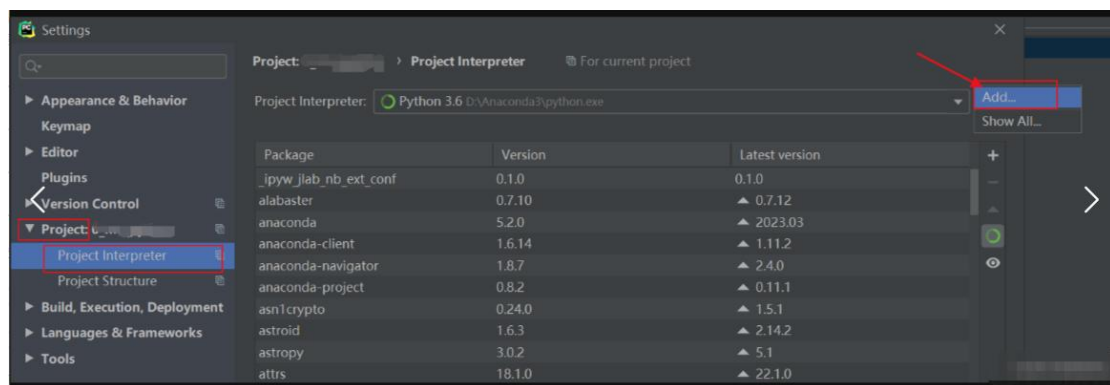 PC Settings
Project: › Project Interpreter For current project
Appearance & Behavior
Project Interpreter: Python 3.6 D:\Anaconda3\python.exe
Add...
Keymap
Show All...
Editor
Package Version Latest version
Plugins
_ipyw_jlab_nb_ext_conf 0.1.0 0.1.0
Version Control
alabaster 0.7.10 ▲ 0.7.12
Project:
anaconda 5.2.0 ▲ 2023.03
anaconda-client 1.6.14 ▲ 1.11.2
Project Interpreter
anaconda-navigator 1.8.7 ▲ 2.4.0
Project Structure
anaconda-project 0.8.2 ▲ 0.11.1
Build, Execution, Deployment
asn1crypto 0.24.0 ▲ 1.5.1
Languages & Frameworks
astroid 1.6.3 ▲ 2.14.2
Tools
astropy 3.0.2 ▲ 5.1
attrs 18.1.0 ▲ 22.1.0